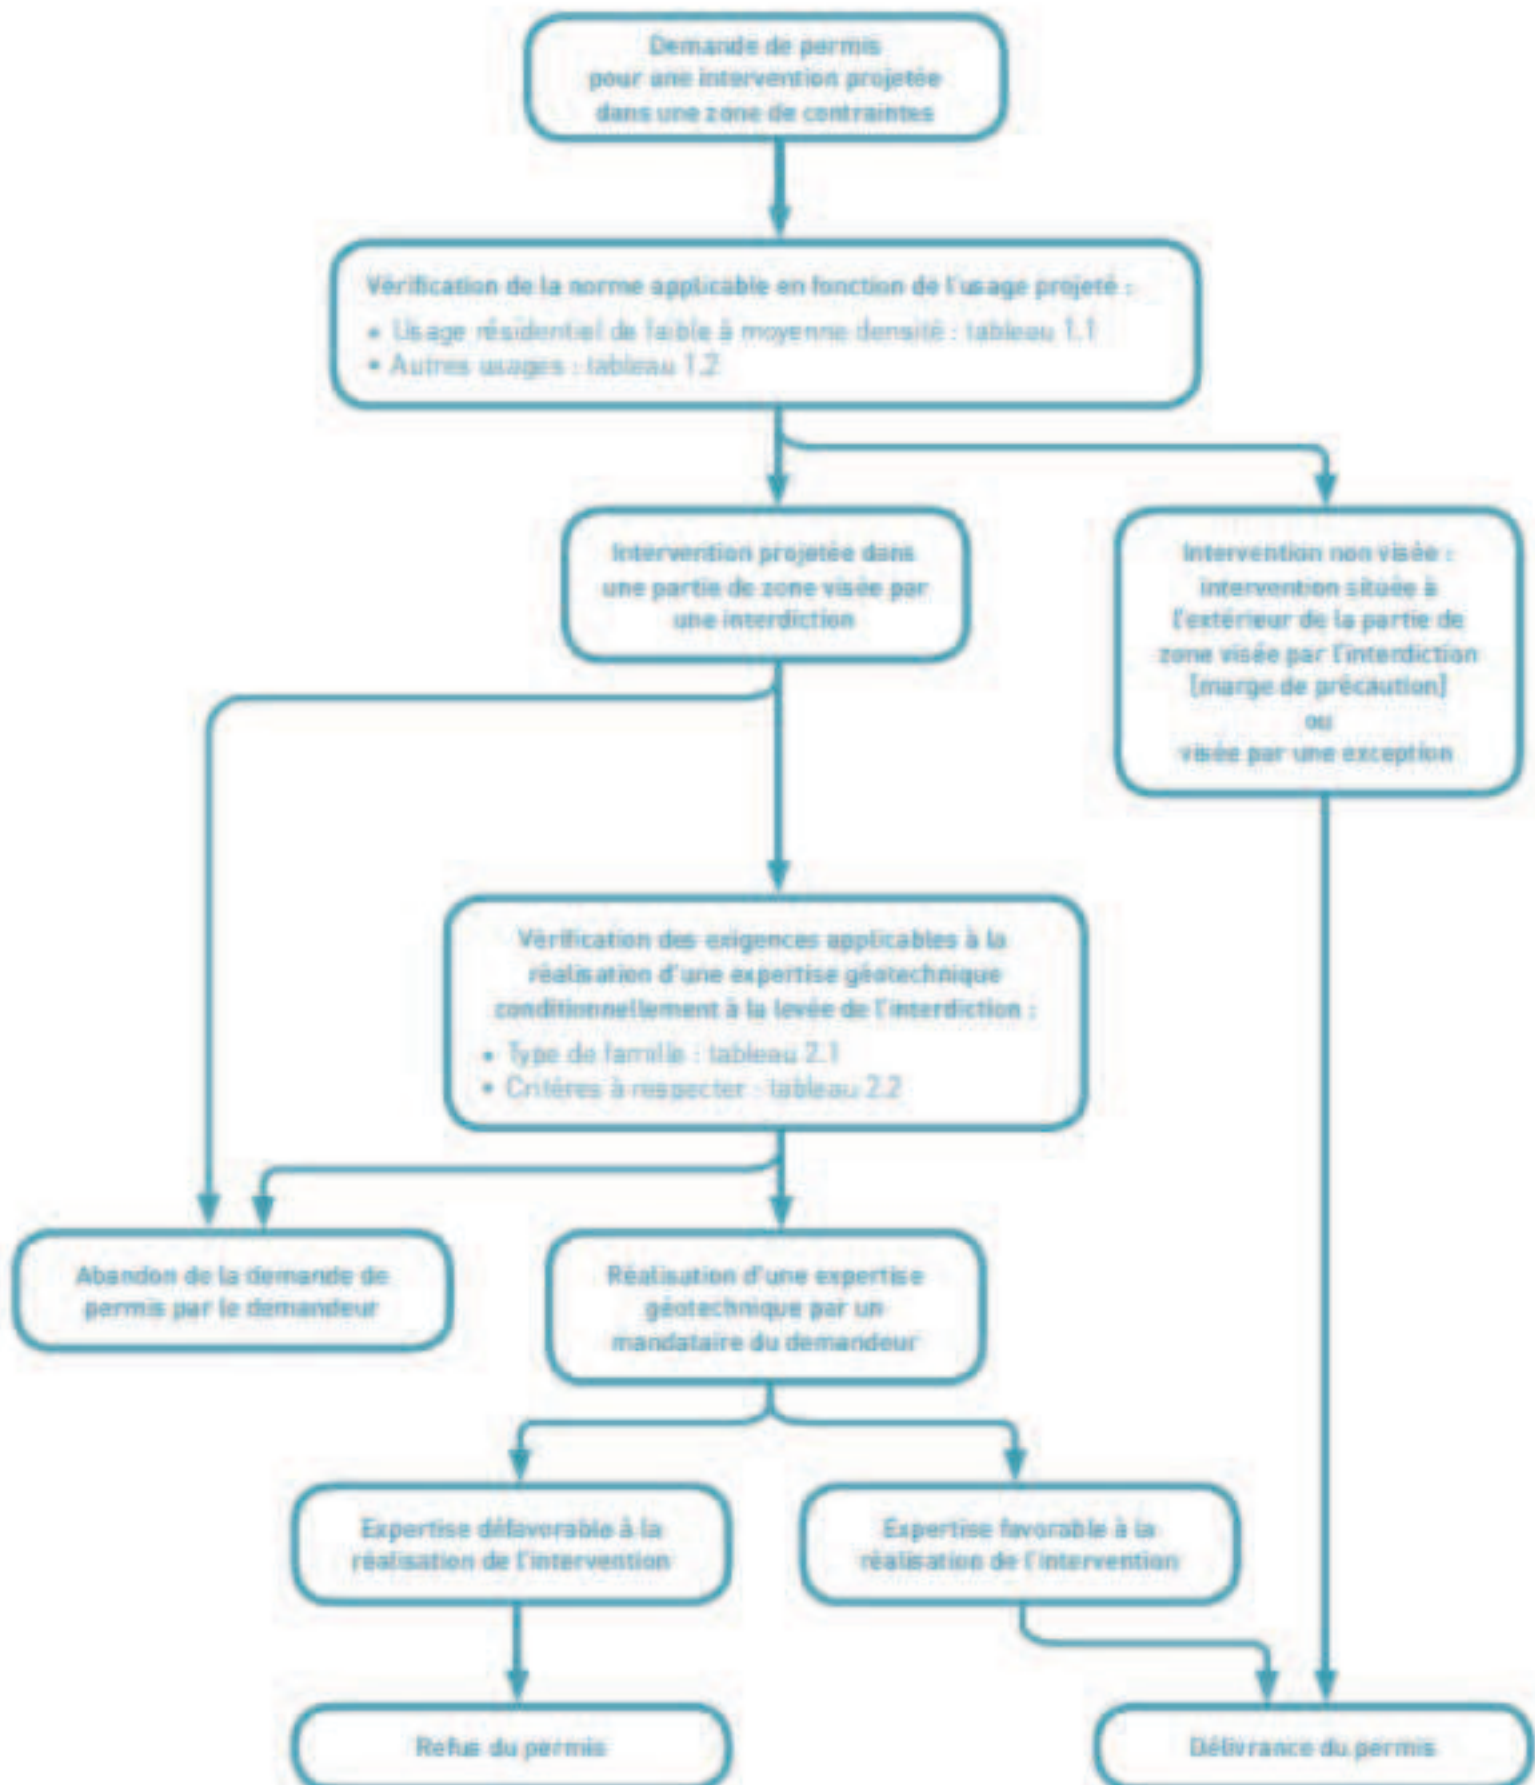 Demande de permis
pour une intervention projetée
dans une zone de contraintes
Vérification de la norme applicable en fonction de l'usage projeté :
• Usage résidentiel de faible à moyenne densité : tableau 1.1
• Autres usages : tableau 1.2
Intervention projetée dans
une partie de zone visée par
une interdiction
Intervention non visée :
intervention située à
l'extérieur de la partie de
zone visée par l'interdiction
[marge de précaution]
ou
visée par une exception
Vérification des exigences applicables à la
réalisation d'une expertise géotechnique
conditionnellement à la levée de l'interdiction :
• Type de famille : tableau 2.1
• Critères à respecter : tableau 2.2
Abandon de la demande de
permis par le demandeur
Réalisation d'une expertise
géotechnique par un
mandataire du demandeur
Expertise défavorable à la
réalisation de l'intervention
Expertise favorable à la
réalisation de l'intervention
Refus du permis
Délivrance du permis